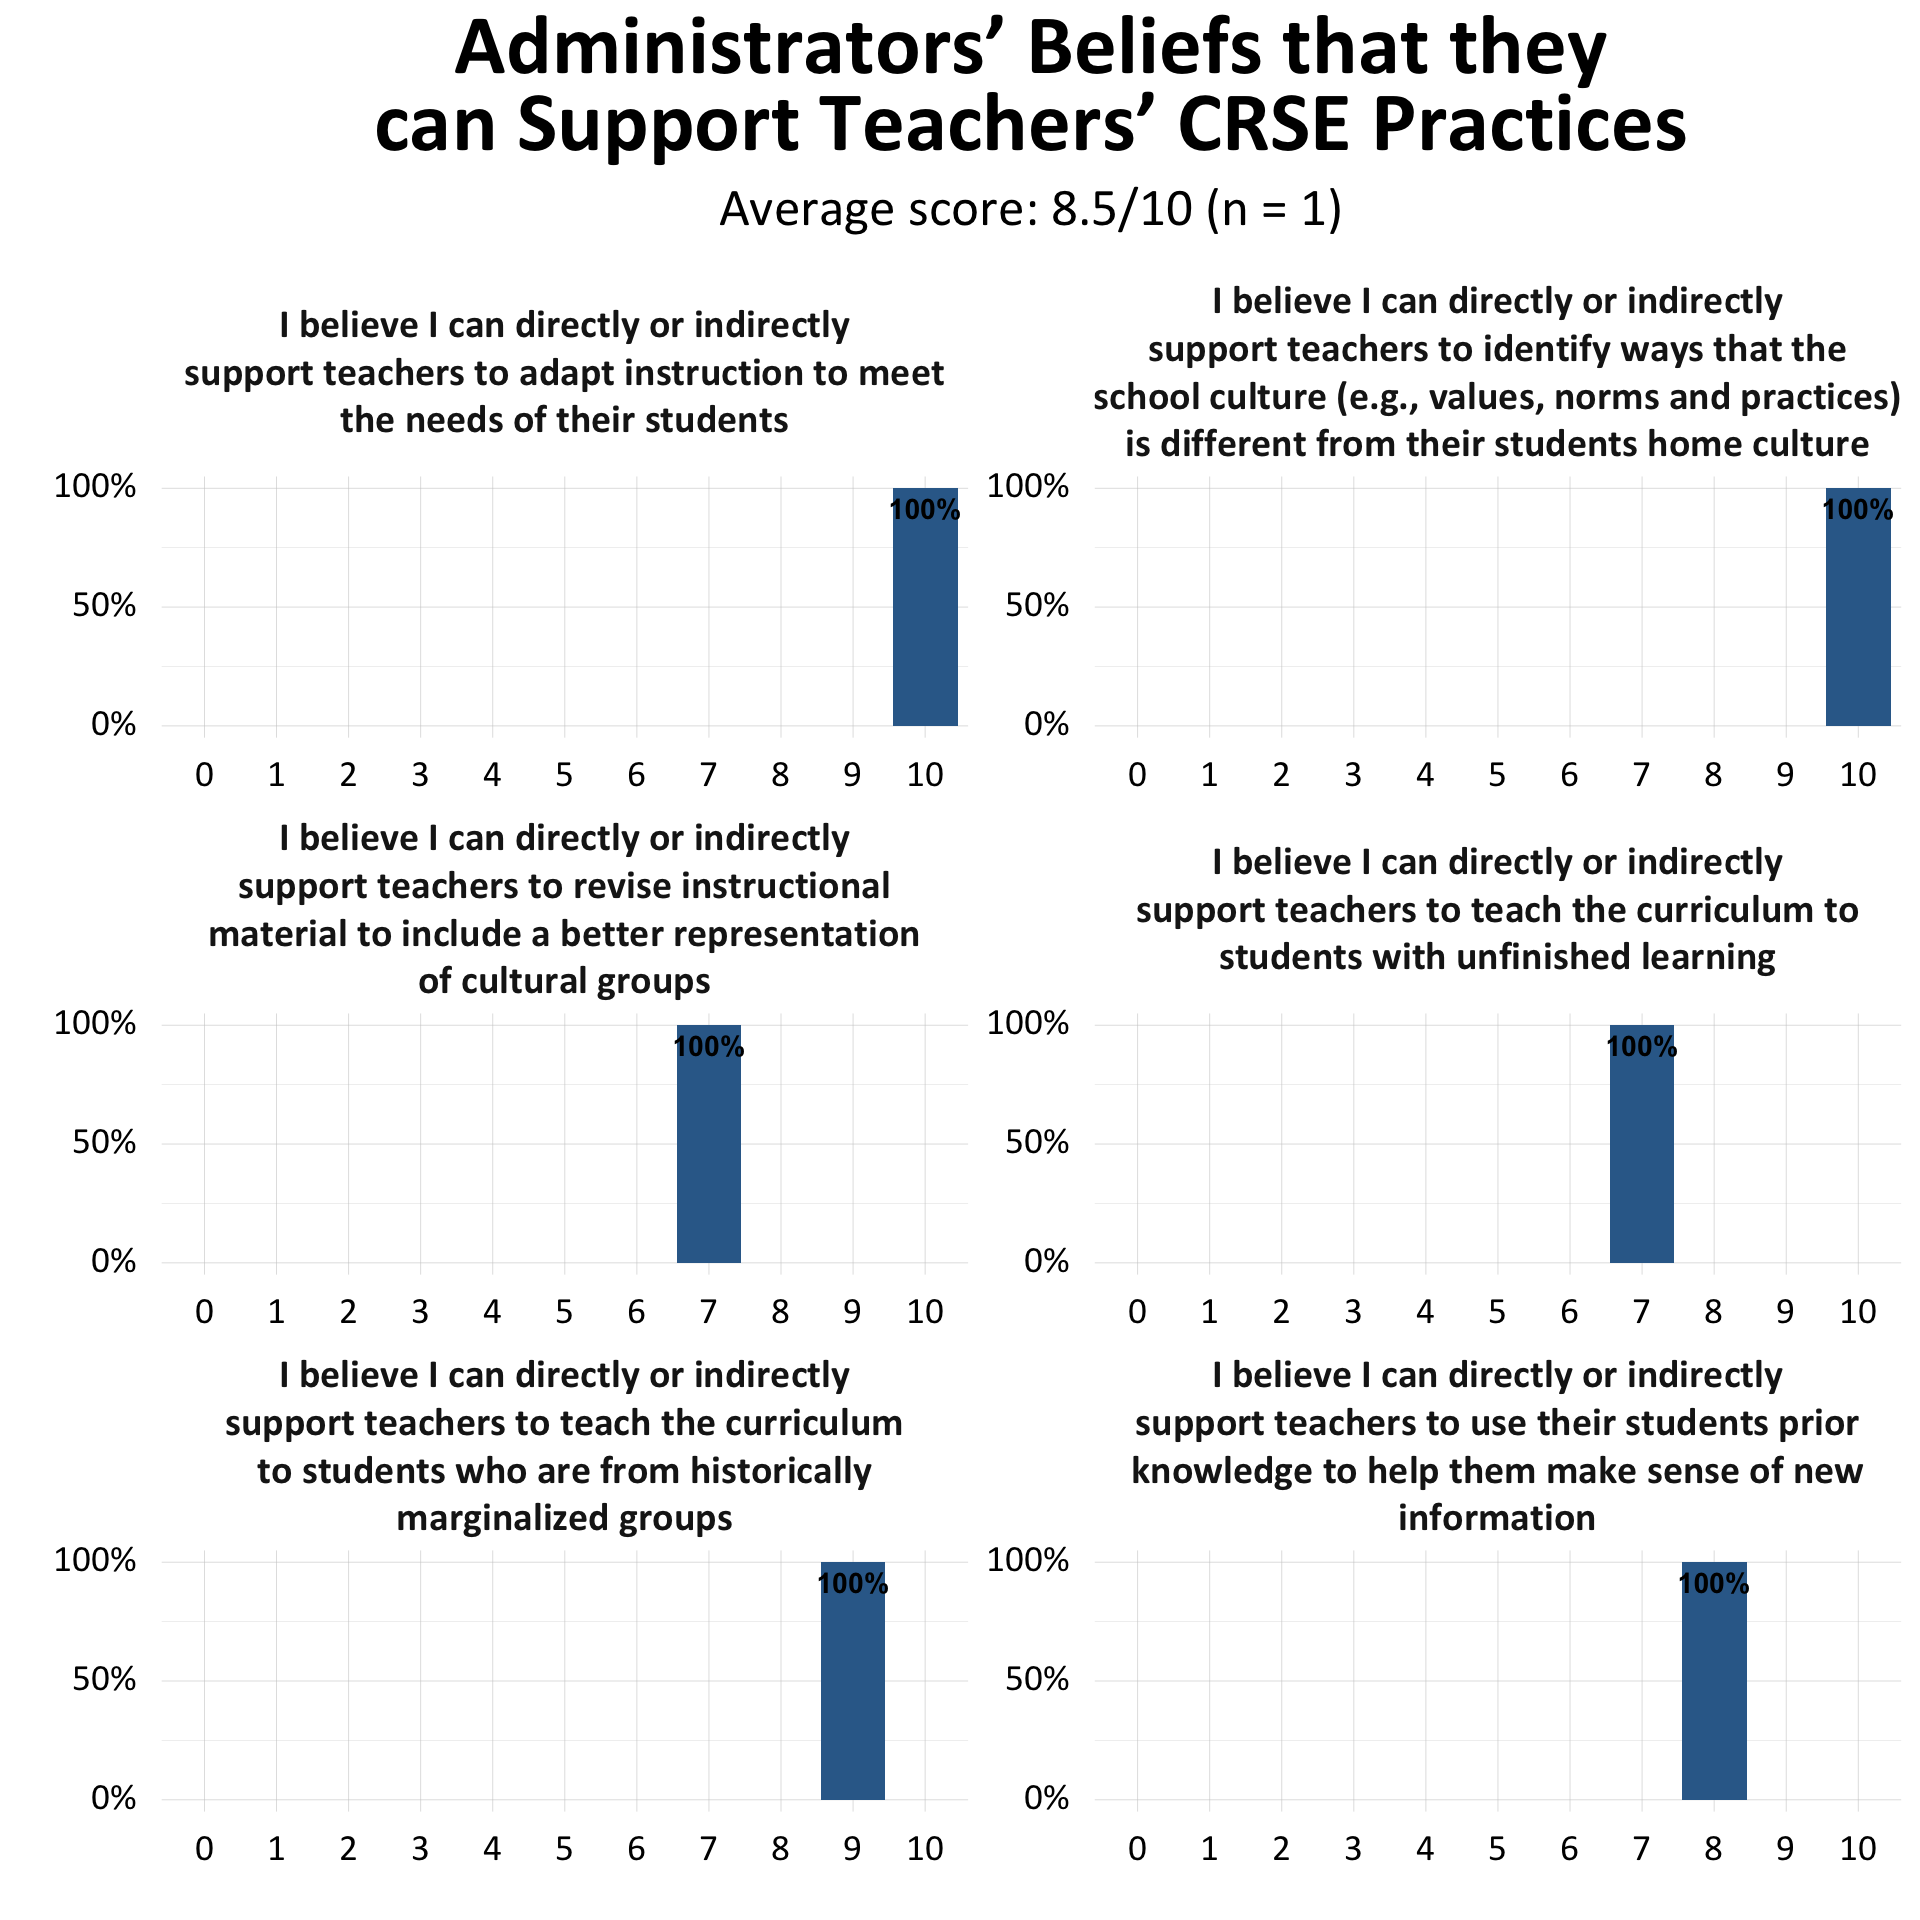 Administrators’ Beliefs that they
can Support Teachers’ CRSE Practices
Average score: 8.5/10 (n = 1)
I believe I can directly or indirectly
support teachers to adapt instruction to meet
the needs of their students
100%
100%
50%
0%
0 1 2 3 4 5 6 7 8 9 10
I believe I can directly or indirectly
support teachers to identify ways that the
school culture (e.g., values, norms and practices)
is different from their students home culture
100%
100%
50%
0%
0 1 2 3 4 5 6 7 8 9 10
I believe I can directly or indirectly
support teachers to revise instructional
material to include a better representation
of cultural groups
100%
100%
50%
0%
0 1 2 3 4 5 6 7 8 9 10
I believe I can directly or indirectly
support teachers to teach the curriculum to
students with unfinished learning
100%
100%
50%
0%
0 1 2 3 4 5 6 7 8 9 10
I believe I can directly or indirectly
support teachers to teach the curriculum
to students who are from historically
marginalized groups
100%
100%
50%
0%
0 1 2 3 4 5 6 7 8 9 10
I believe I can directly or indirectly
support teachers to use their students prior
knowledge to help them make sense of new
information
100%
100%
50%
0%
0 1 2 3 4 5 6 7 8 9 10